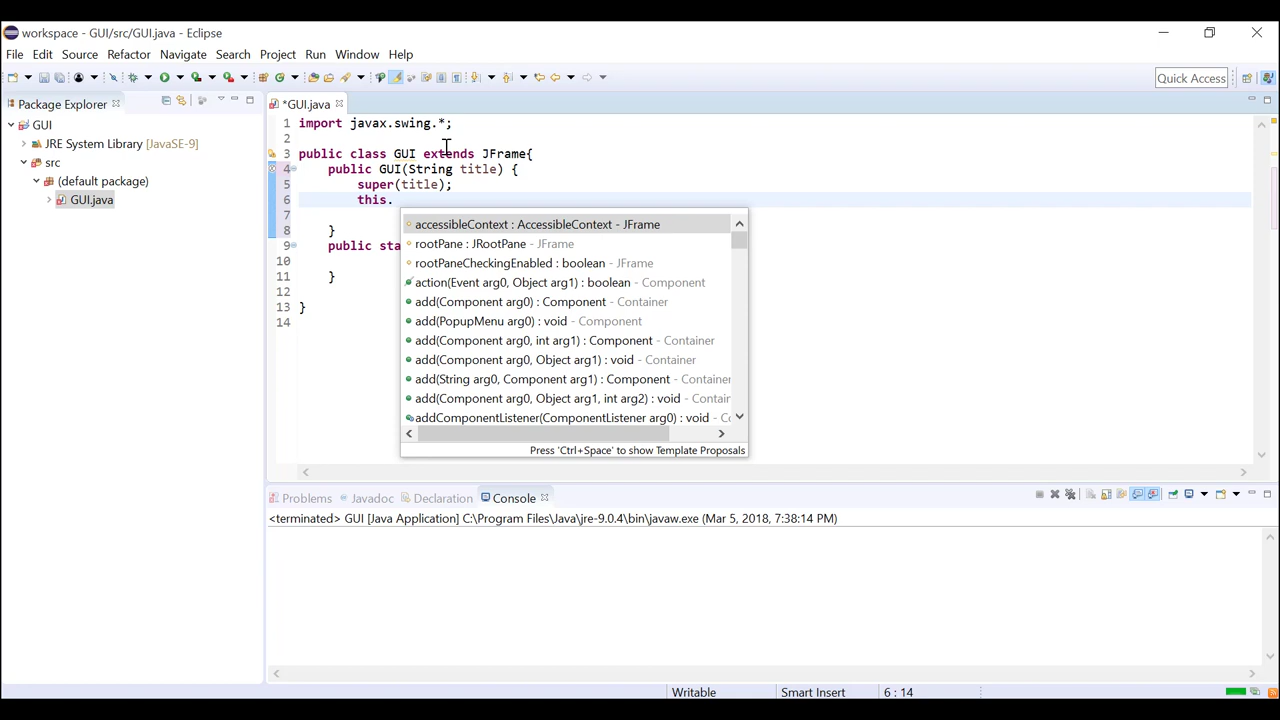 workspace - GUI/src/GUI.java - Eclipse
File Edit Source Refactor Navigate Search Project Run Window Help
Quick Access
Package Explorer
*GUI.java
GUI
JRE System Library [JavaSE-9]
src
(default package)
GUI.java
1 import javax.swing.*;
2
3 public class GUI extends JFrame{
4 public GUI(String title) {
5 super(title);
6 this.
7
8 }
9 public sta
10
11 }
12
13 }
14
accessibleContext : AccessibleContext - JFrame
rootPane : JRootPane - JFrame
rootPaneCheckingEnabled : boolean - JFrame
action(Event arg0, Object arg1) : boolean - Component
add(Component arg0) : Component - Container
add(PopupMenu arg0) : void - Component
add(Component arg0, int arg1) : Component - Container
add(Component arg0, Object arg1) : void - Container
add(String arg0, Component arg1) : Component - Container
add(Component arg0, Object arg1, int arg2) : void - Contain
addComponentListener(ComponentListener arg0) : void - Co
Press 'Ctrl+Space' to show Template Proposals
Problems Javadoc Declaration Console
<terminated> GUI [Java Application] C:\Program Files\Java\jre-9.0.4\bin\javaw.exe (Mar 5, 2018, 7:38:14 PM)
Writable Smart Insert 6 : 14